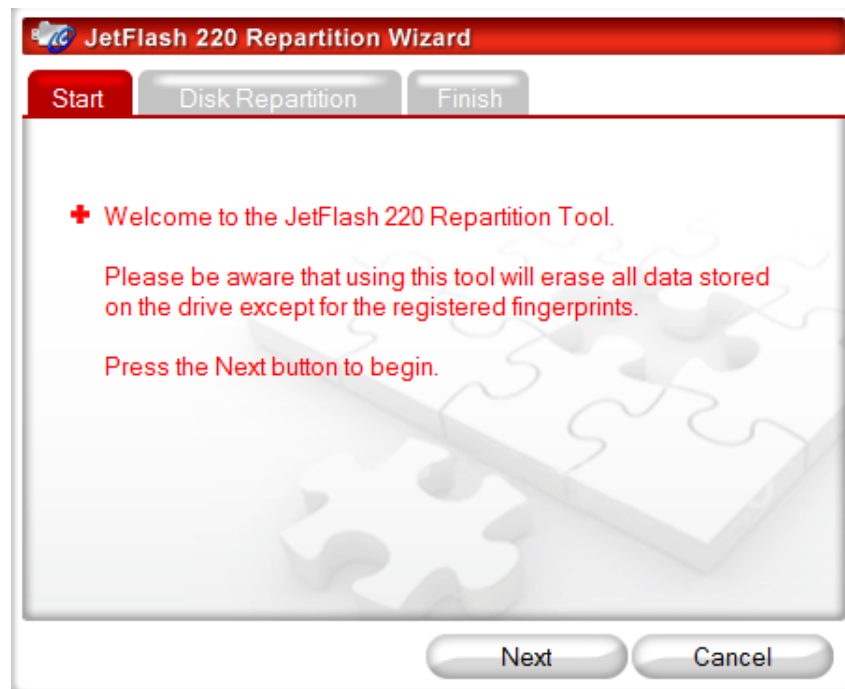 JetFlash 220 Repartition Wizard
Start Disk Repartition Finish
Welcome to the JetFlash 220 Repartition Tool.
Please be aware that using this tool will erase all data stored
on the drive except for the registered fingerprints.
Press the Next button to begin.
Next Cancel